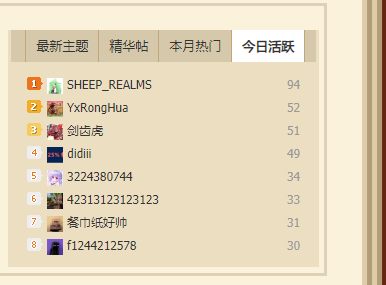 最新主题 精华帖 本月热门 今日活跃
1 SHEEP_REALMS 94
2 YxRongHua 52
3 剑齿虎 51
4 didiii 49
5 3224380744 34
6 42313123123123 33
7 餐巾纸好帅 31
8 f1244212578 30